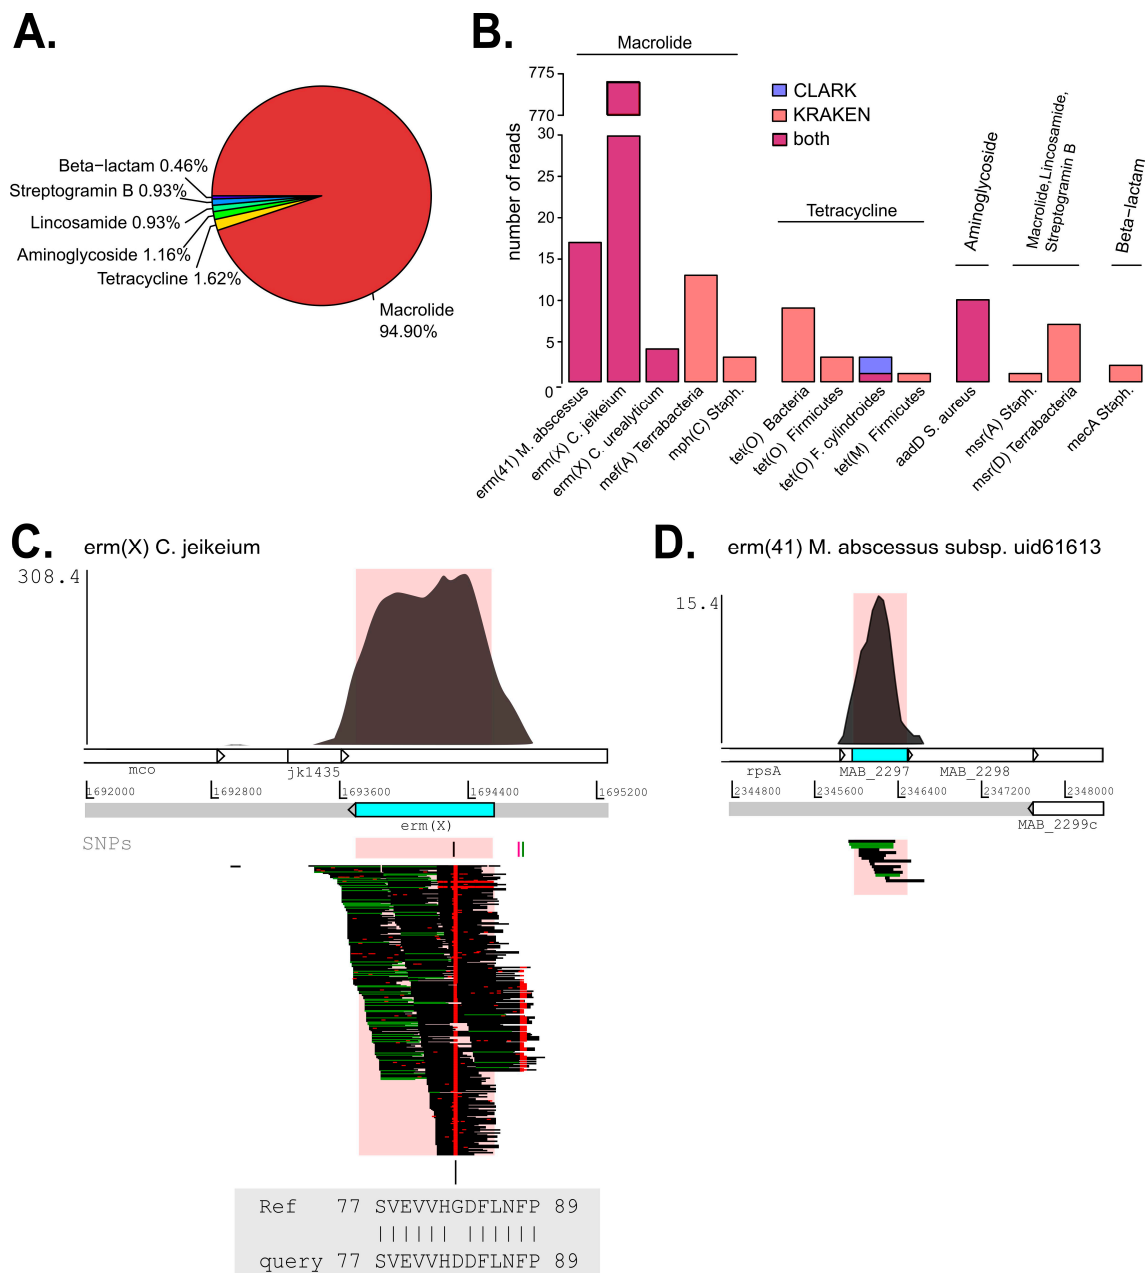 A.
Beta−lactam 0.46%
Streptogramin B 0.93%
Lincosamide 0.93%
Aminoglycoside 1.16%
Tetracycline 1.62%
Macrolide
94.90%
B.
Macrolide
775
770
30
25
20
15
10
5
0
number of reads
CLARK
KRAKEN
both
Tetracycline
Aminoglycoside
Macrolide,Lincosamide,
Streptogramin B
Beta−lactam
erm(41) M. abscessus
erm(X) C. jeikeium
erm(X) C. urealyticum
mef(A) Terrabacteria
mph(C) Staph.
tet(O) Bacteria
tet(O) Firmicutes
tet(O) F. cylindroides
tet(M) Firmicutes
aadD S. aureus
msr(A) Staph.
msr(D) Terrabacteria
mecA Staph.
C.
erm(X) C. jeikeium
308.4
mco
jk1435
1692000
1692800
1693600
1694400
1695200
erm(X)
SNPs
Ref 77 SVEVVHGDFLNFP 89
query 77 SVEVVHDDFLNFP 89
D.
erm(41) M. abscessus subsp. uid61613
15.4
rpsA
MAB_2297
MAB_2298
2344800
2345600
2346400
2347200
2348000
MAB_2299c